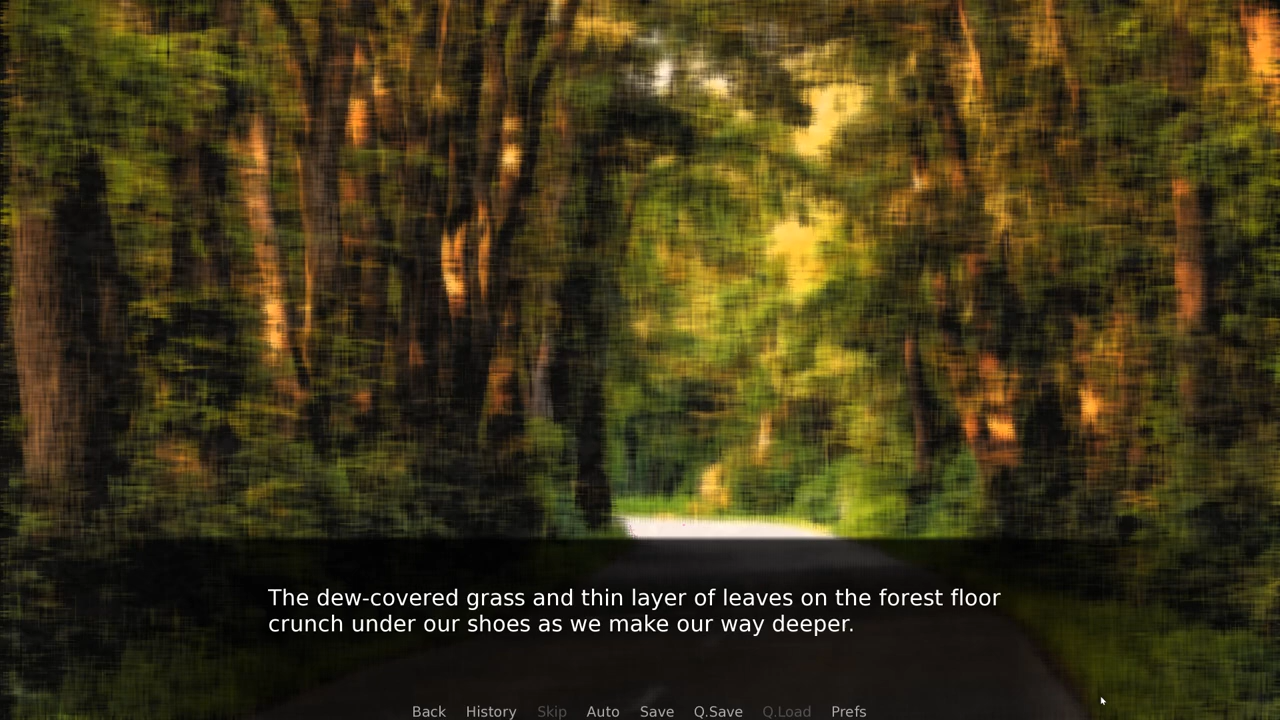 The dew-covered grass and thin layer of leaves on the forest floor
crunch under our shoes as we make our way deeper.
Back History Skip Auto Save Q.Save Q.Load Prefs